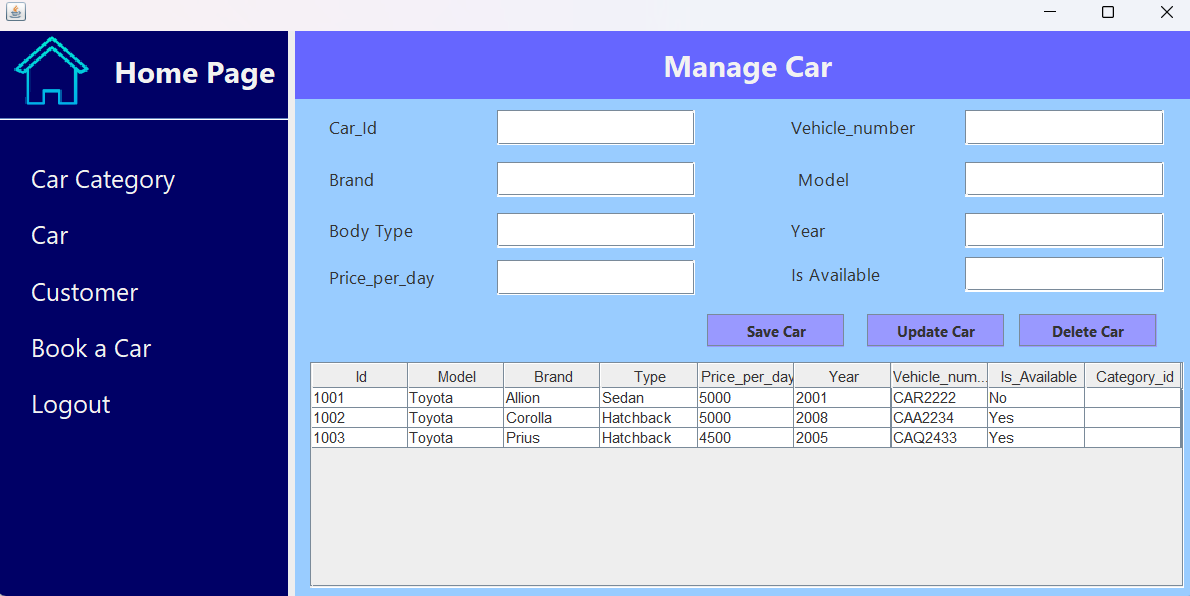 Home Page
Manage Car
Car Category
Car
Customer
Book a Car
Logout
Car_Id Vehicle_number
Brand Model
Body Type Year
Price_per_day Is Available
Save Car Update Car Delete Car
Id Model Brand Type Price_per_day Year Vehicle_num... Is_Available Category_id
1001 Toyota Allion Sedan 5000 2001 CAR2222 No
1002 Toyota Corolla Hatchback 5000 2008 CAA2234 Yes
1003 Toyota Prius Hatchback 4500 2005 CAQ2433 Yes